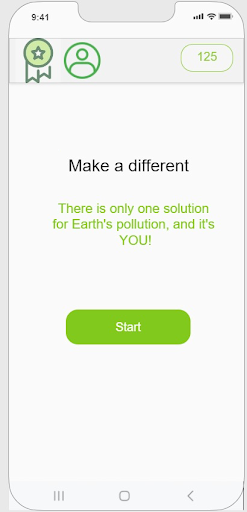 9:41
125
Make a different
There is only one solution
for Earth's pollution, and it's
YOU!
Start